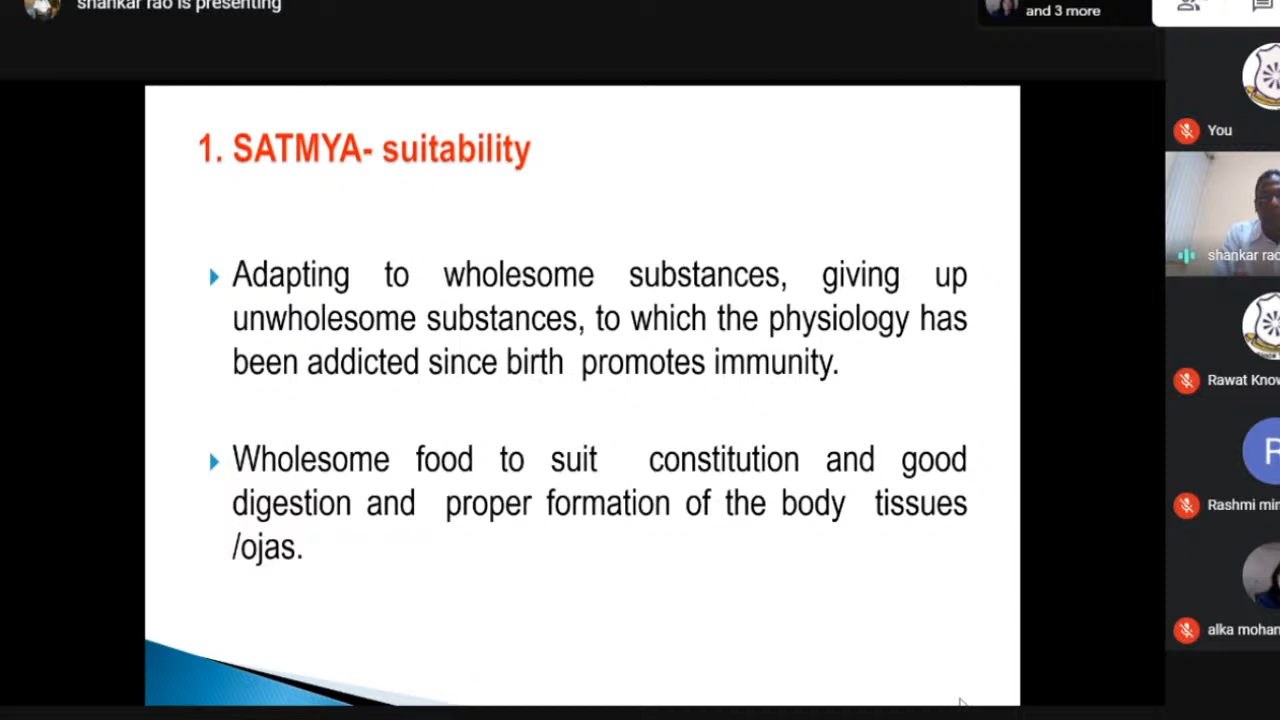 shankar rao is presenting
and 3 more
1. SATMYA- suitability
Adapting to wholesome substances, giving up
unwholesome substances, to which the physiology has
been addicted since birth promotes immunity.
Wholesome food to suit constitution and good
digestion and proper formation of the body tissues
/ojas.
You
shankar rao
Rawat Know
R
Rashmi mi
alka mohan